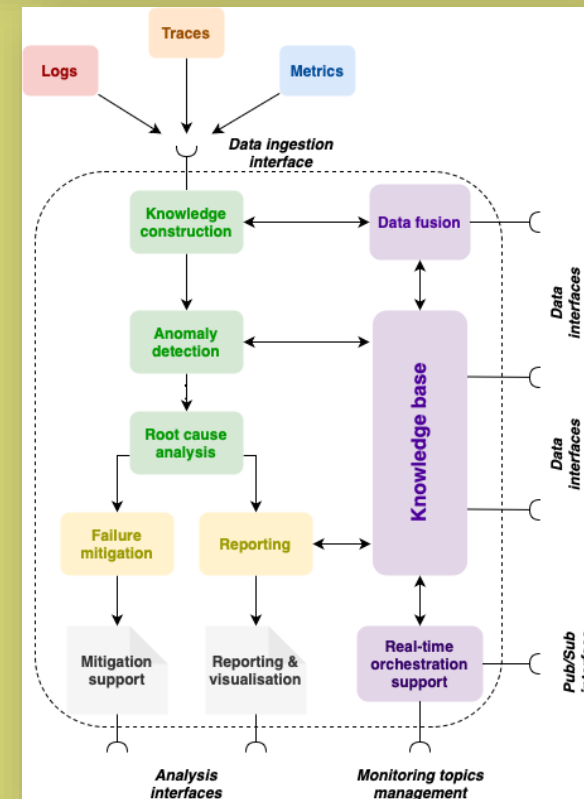 Traces
Logs
Metrics
Data ingestion
interface
Knowledge
construction
Data fusion
Data
interfaces
Anomaly
detection
Knowledge base
Root cause
analysis
Data
interfaces
Failure
mitigation
Reporting
Mitigation
support
Reporting &
visualisation
Real-time
orchestration
support
Pub/Sub
Analysis
interfaces
Monitoring topics
management